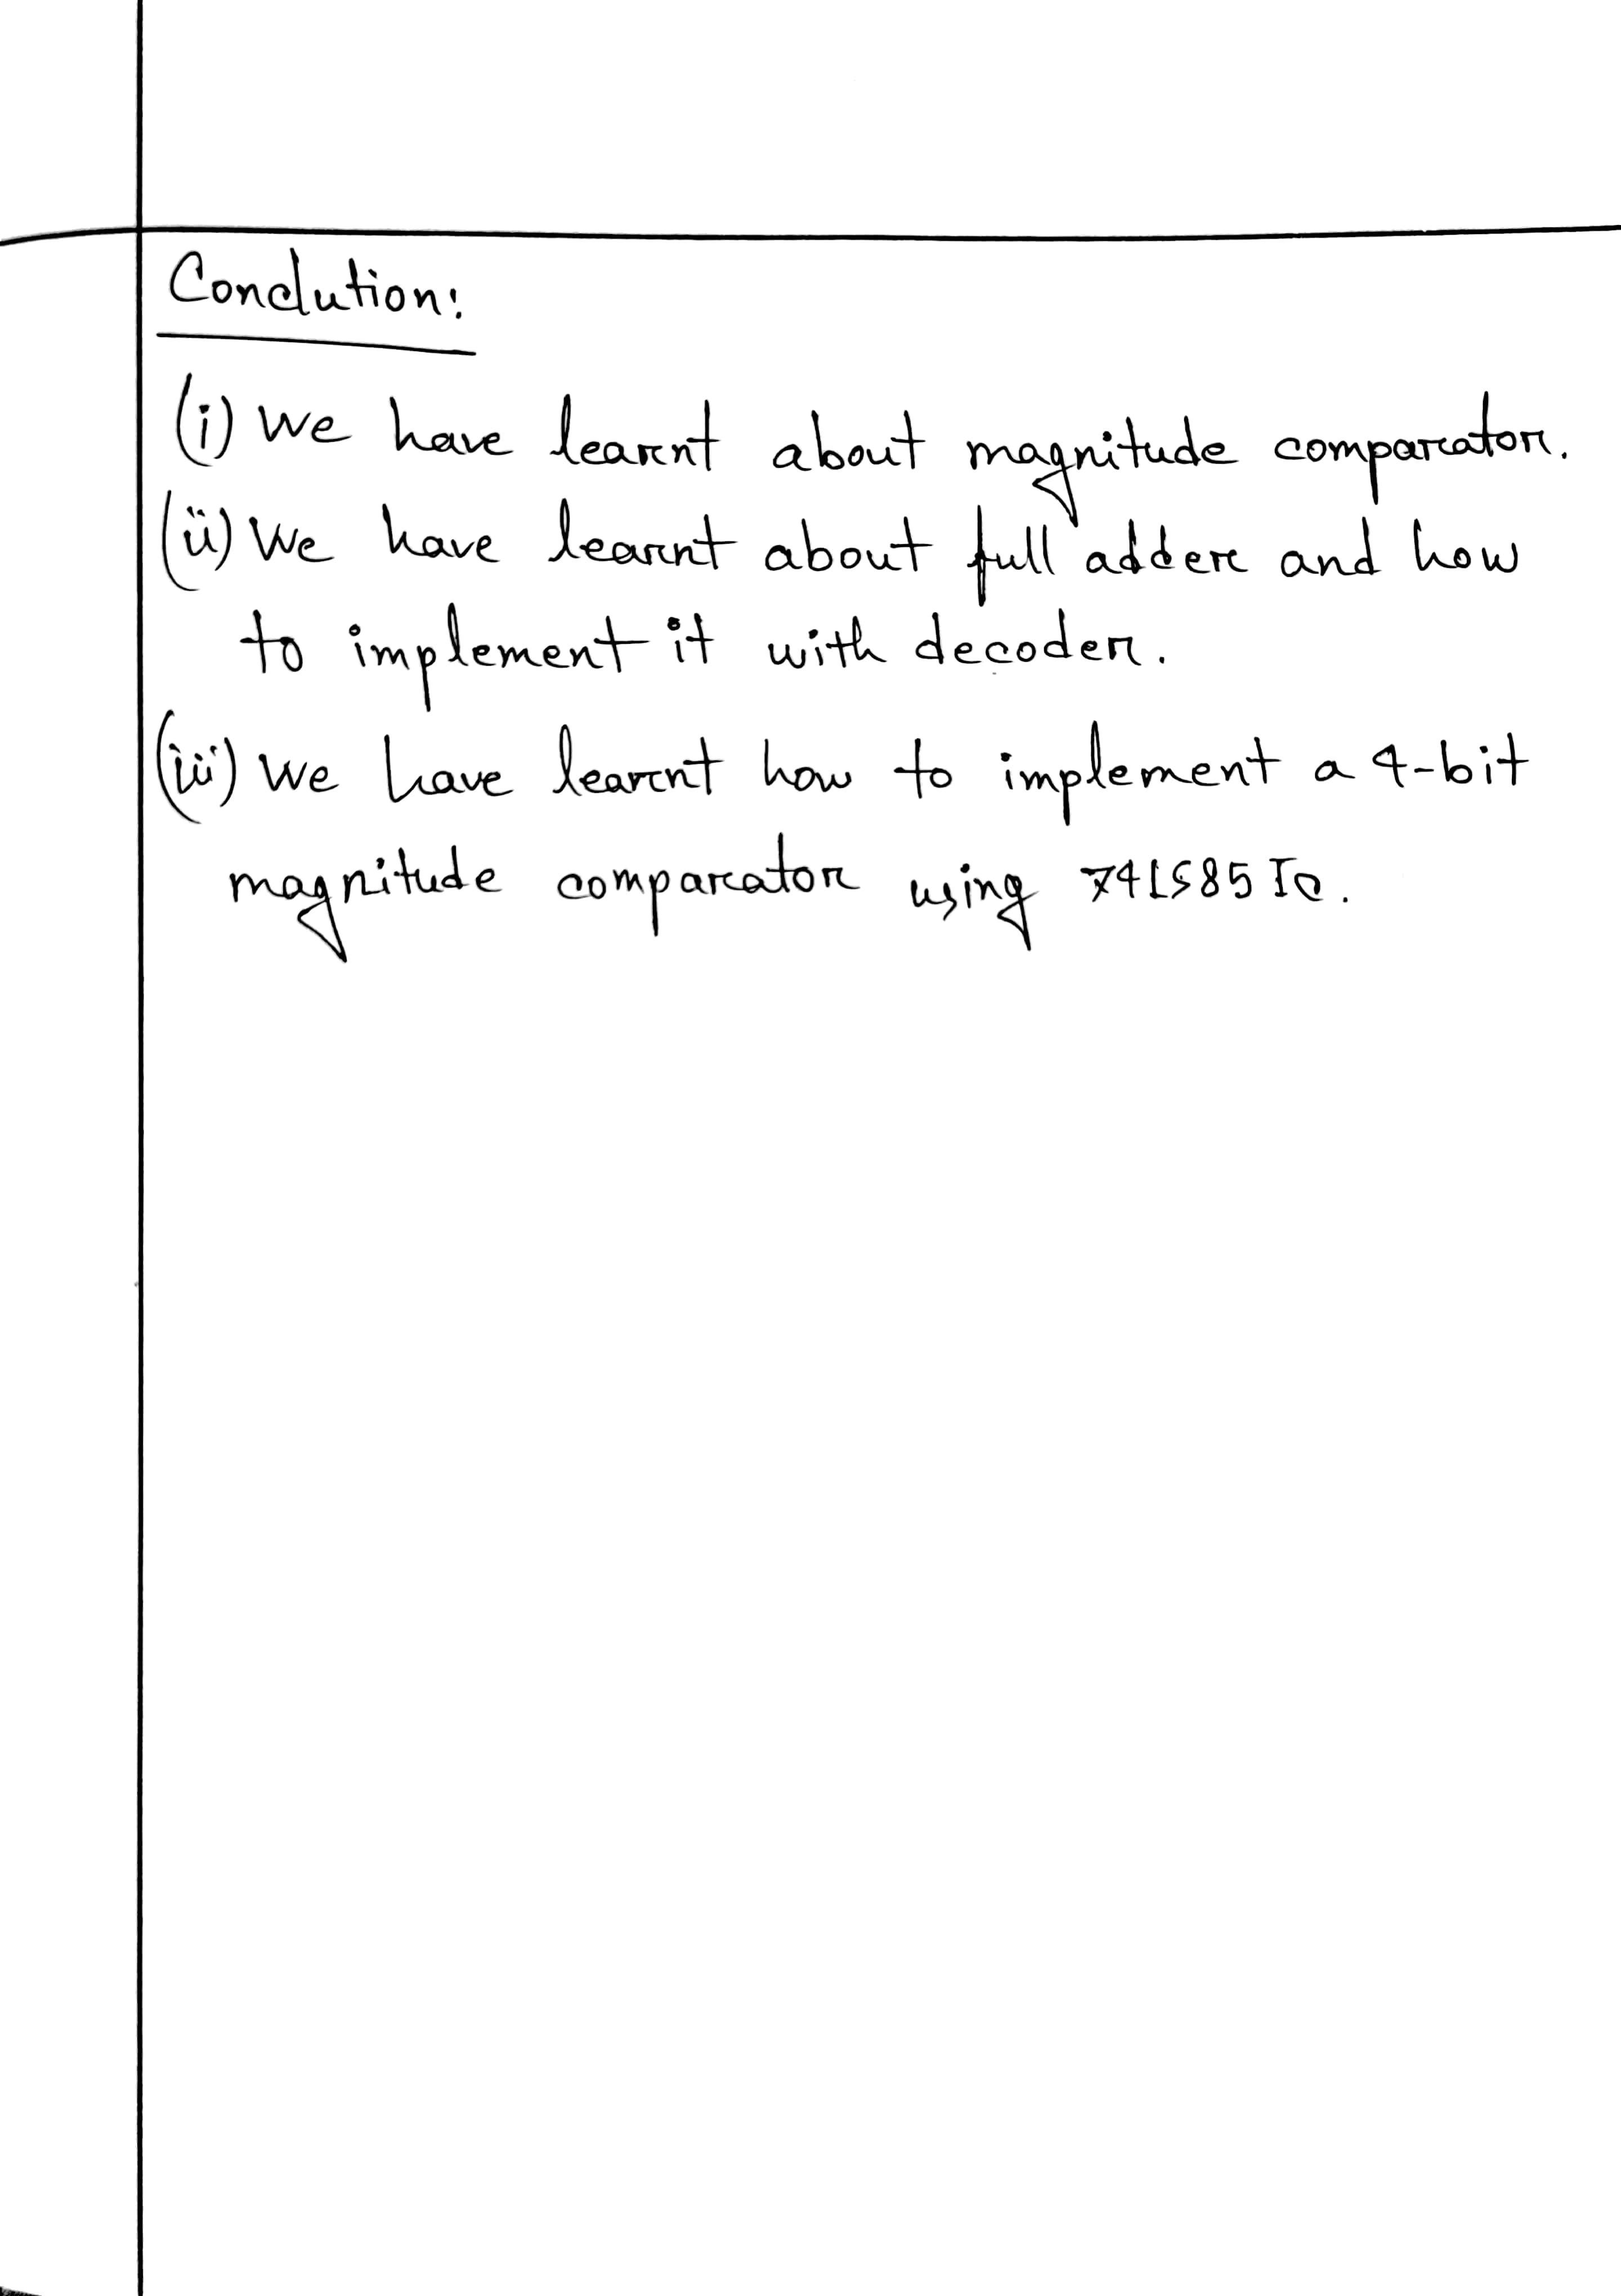 Conclution:
(i) We have learnt about magnitude comparator.
(ii) We have learnt about full adder and how
to implement it with decoder.
(iii) We have learnt how to implement a 4-bit
magnitude comparator using 74LS85 IC.